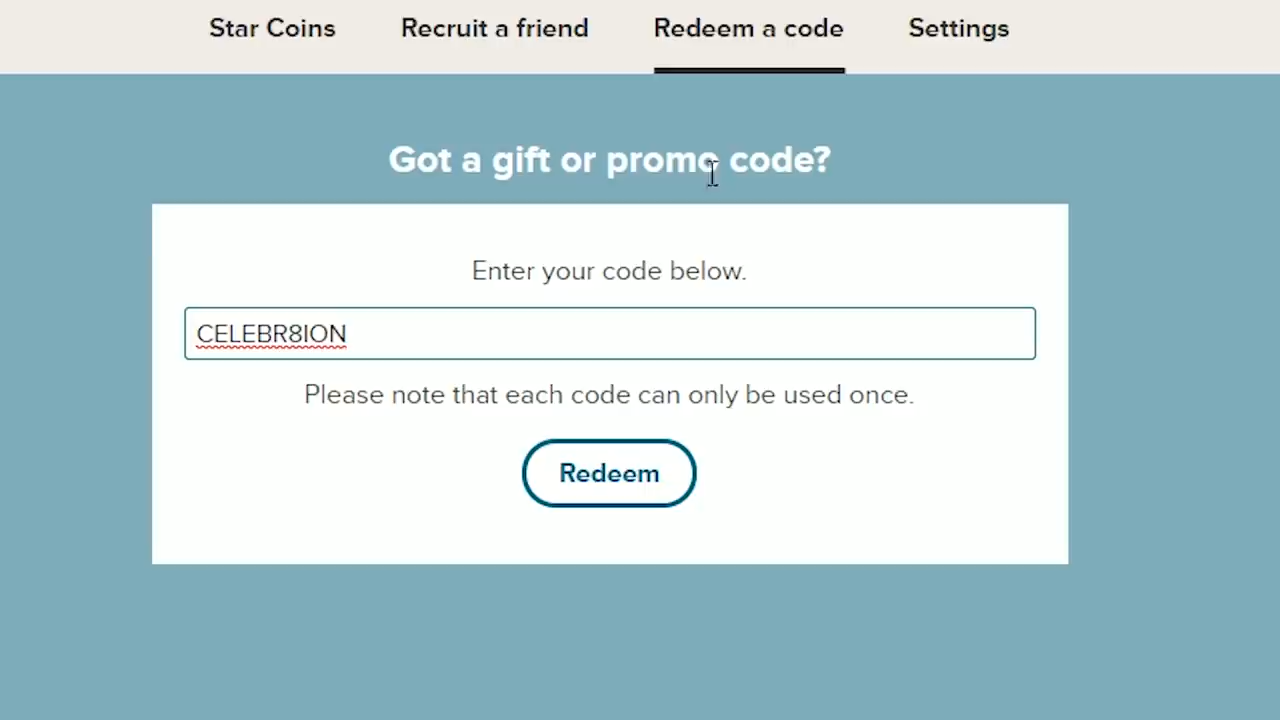 Star Coins Recruit a friend Redeem a code Settings
Got a gift or promo code?
Enter your code below.
CELEBR8ION
Please note that each code can only be used once.
Redeem